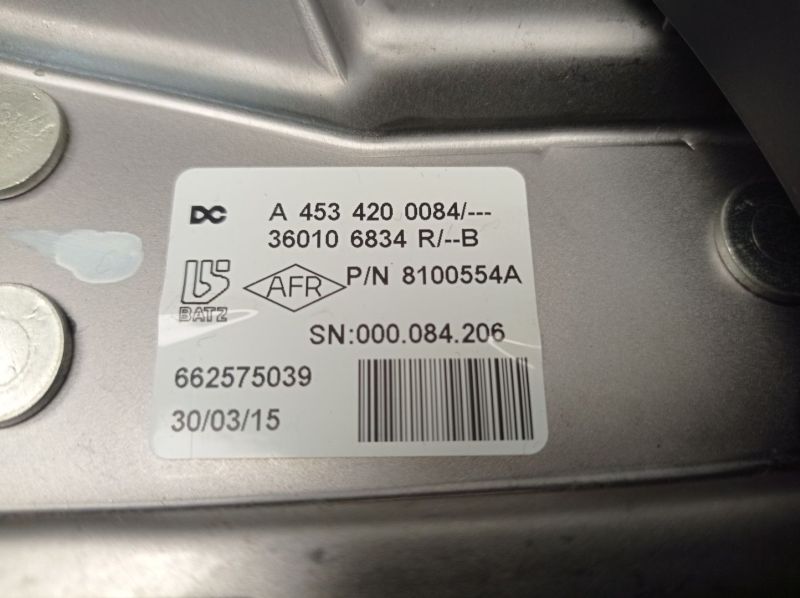 DC A 453 420 0084/---
36010 6834 R/--B
BATZ AFR P/N 8100554A
SN:000.084.206
662575039
30/03/15